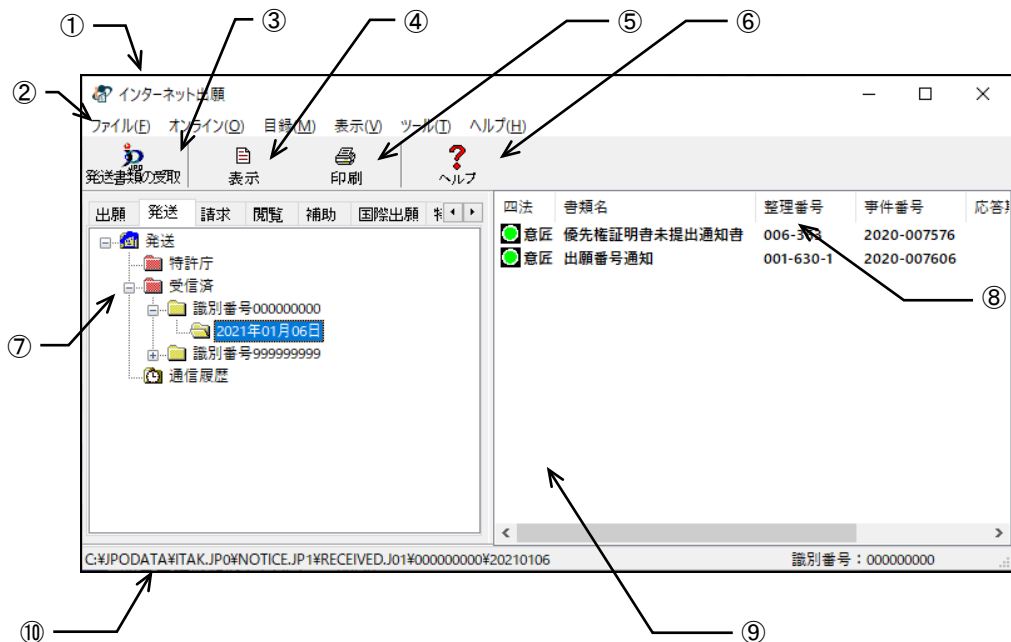 ① ③ ④ ⑤ ⑥
② インターネット出願
ファイル(F) オンライン(O) 目録(M) 表示(V) ツール(T) ヘルプ(H)
発送書類の受取 表示 印刷 ヘルプ
出願 発送 請求 閲覧 補助 国際出願
四法 書類名 整理番号 事件番号
意匠 優先権証明書未提出通知書 2020-007576
意匠 出願番号通知 001-630-1 2020-007606
⑧
発送
特許庁
受信済
識別番号000000000
2021年01月06日
識別番号999999999
通信履歴
⑦
C:¥JPODATA¥ITAK.JP0¥NOTICE.JP1¥RECEIVED.J01¥000000000¥20210106 識別番号：000000000
⑩ ⑨